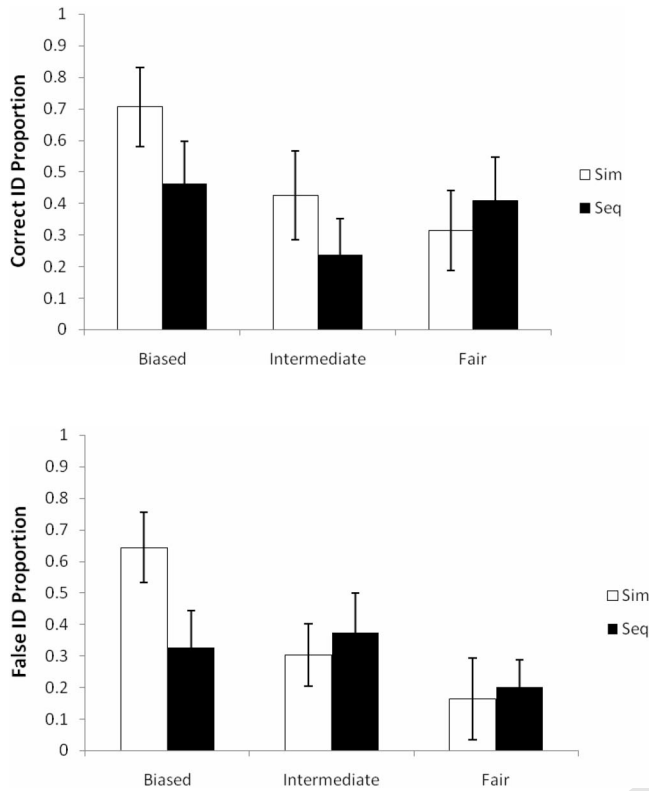 1
0.9
0.8
0.7
0.6
0.5
0.4
0.3
0.2
0.1
0
Correct ID Proportion
Biased Intermediate Fair
Sim
Seq
1
0.9
0.8
0.7
0.6
0.5
0.4
0.3
0.2
0.1
0
False ID Proportion
Biased Intermediate Fair
Sim
Seq